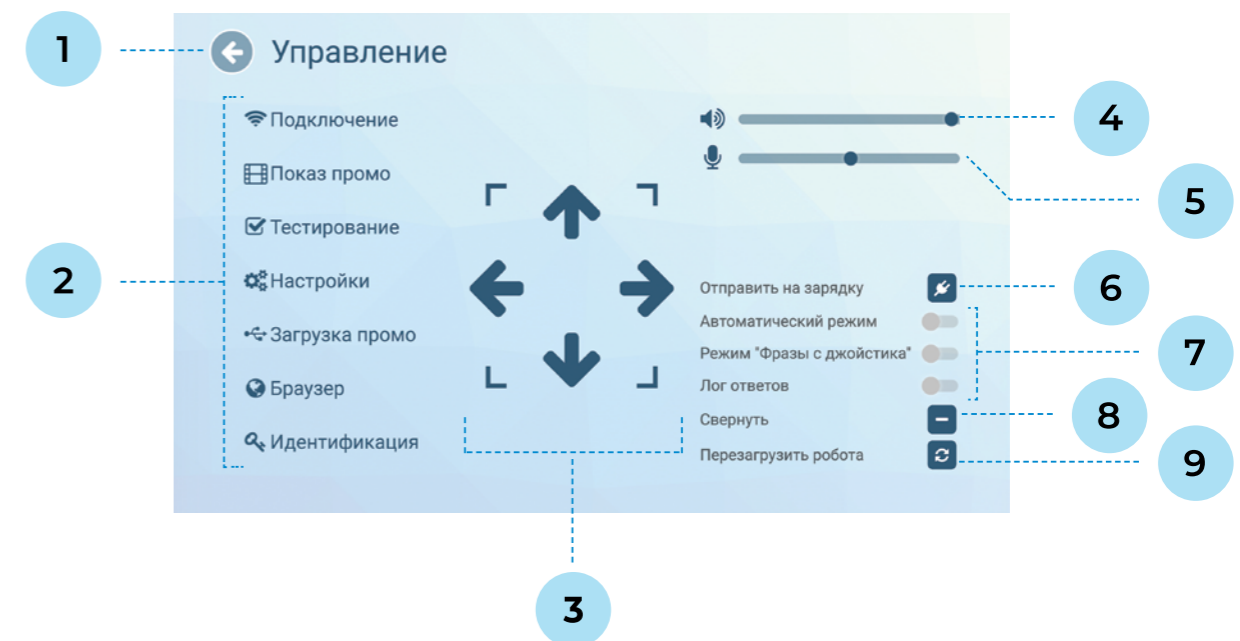 1
Управление
2
Подключение
Показ промо
Тестирование
Настройки
Загрузка промо
Браузер
Идентификация
3
4
5
Отправить на зарядку
6
Автоматический режим
Режим "Фразы с джойстика"
Лог ответов
7
Свернуть
8
Перезагрузить робота
9